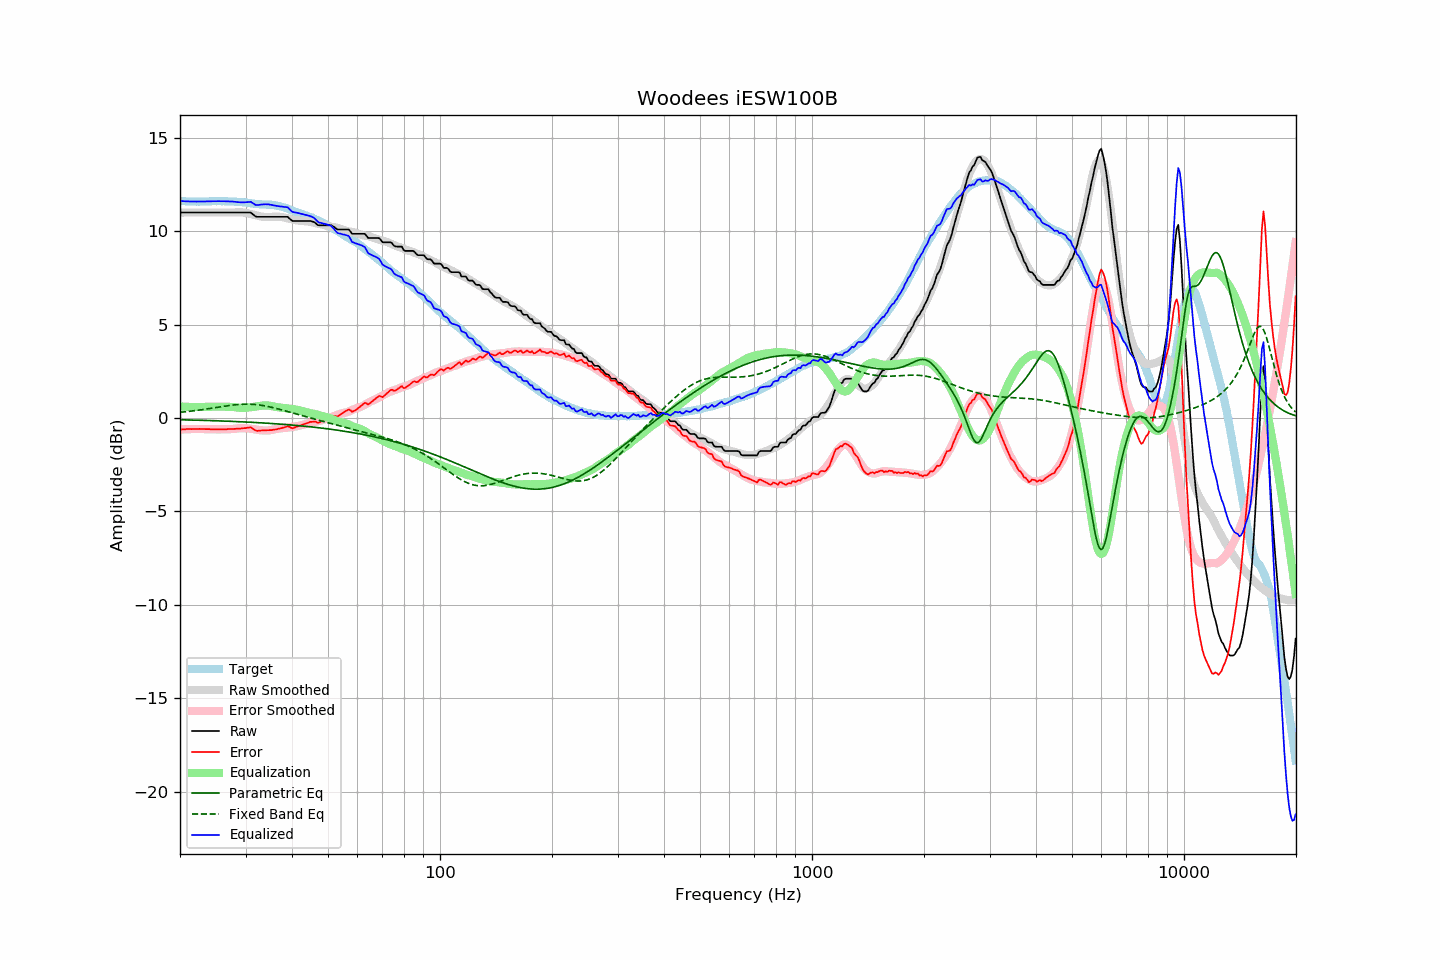 Woodees iESW100B
15
10
5
0
−5
−10
−15
−20
Amplitude (dBr)
Target
Raw Smoothed
Error Smoothed
Raw
Error
Equalization
Parametric Eq
Fixed Band Eq
Equalized
100
1000
10000
Frequency (Hz)